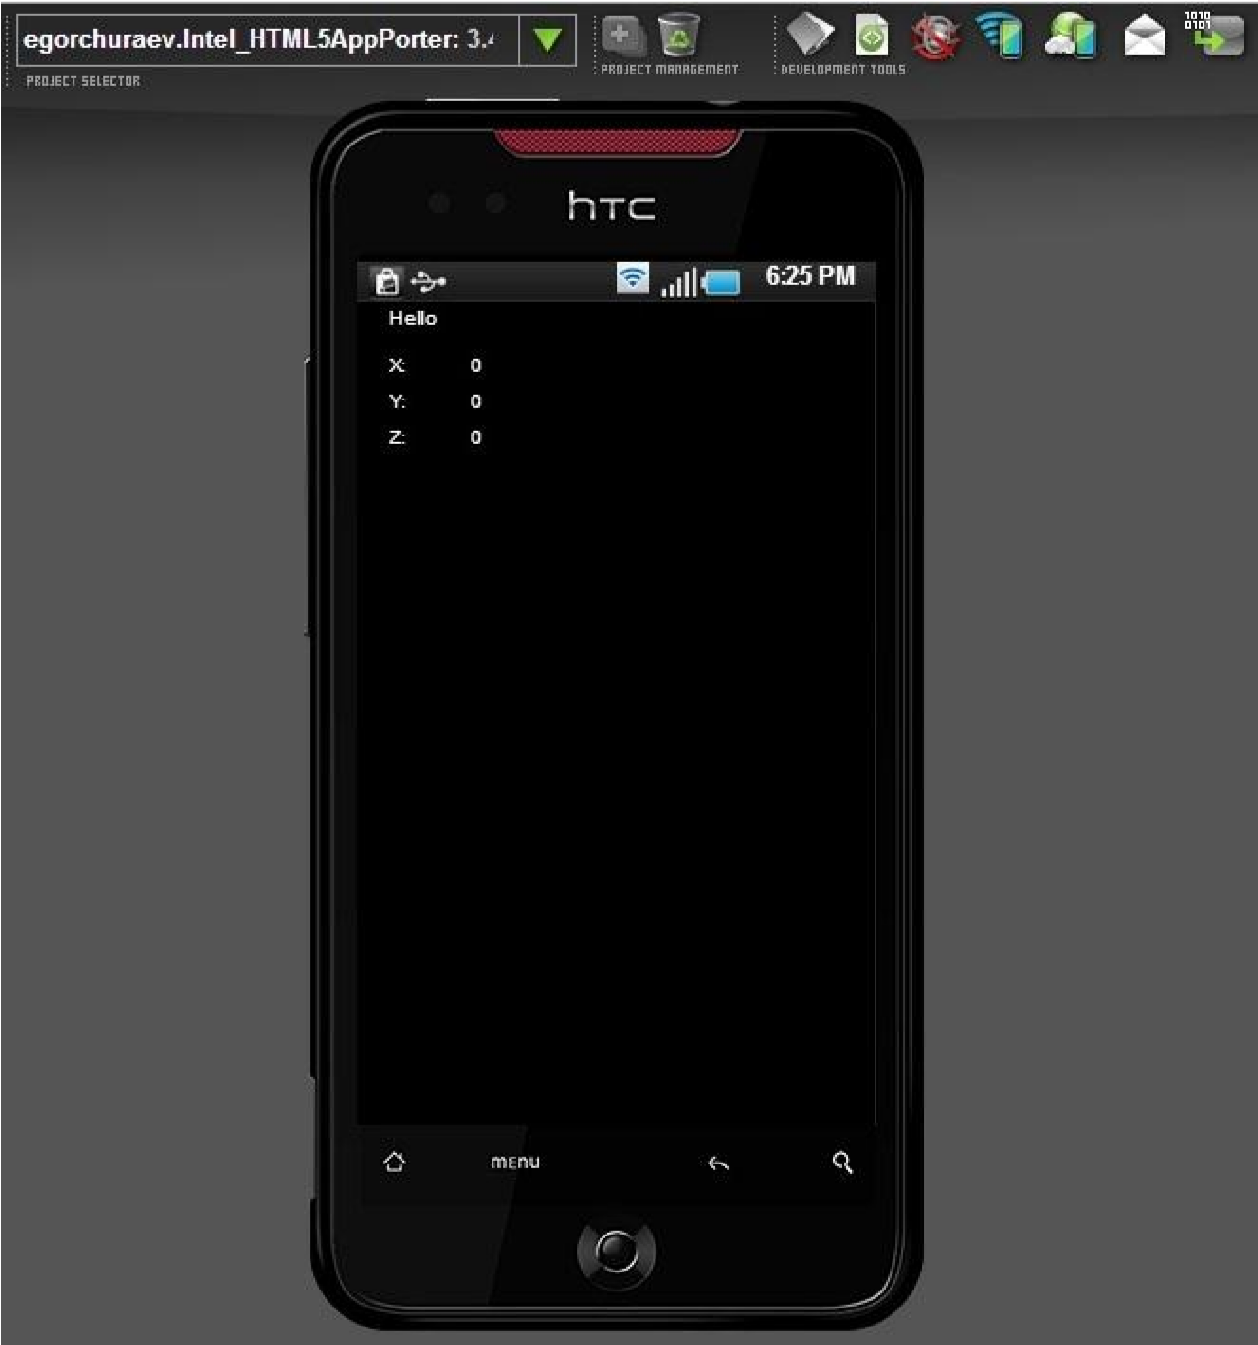 egorchuraev.Intel_HTML5AppPorter: 3.4
PROJECT SELECTOR
PROJECT MANAGEMENT
DEVELOPMENT TOOLS
1010
0101
hTC
6:25 PM
Hello
X: 0
Y: 0
Z: 0
MENU